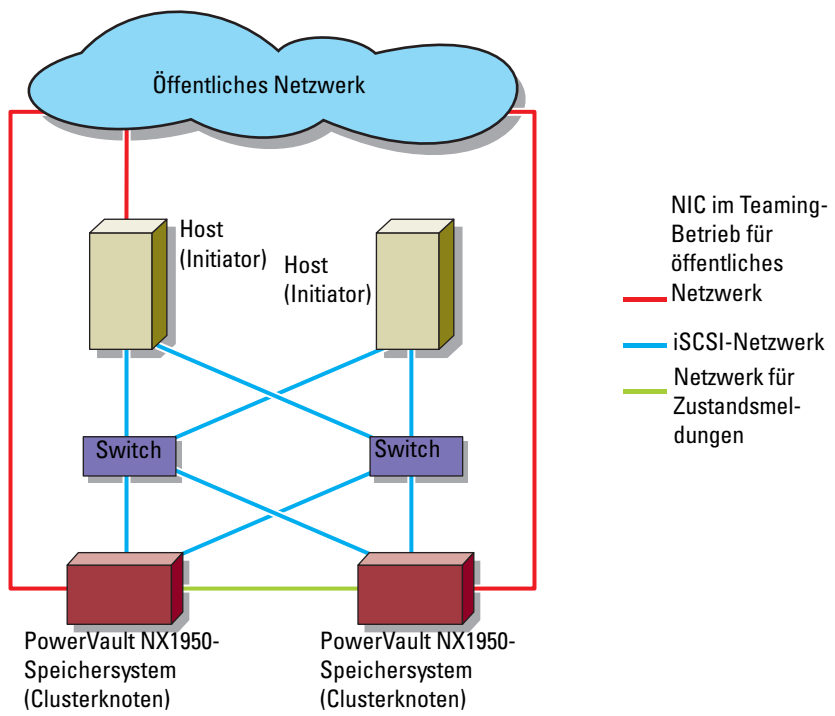 Öffentliches Netzwerk
Host
(Initiator)
Host
(Initiator)
NIC im Teaming-
Betrieb für
öffentliches
Netzwerk
iSCSI-Netzwerk
Netzwerk für
Zustandsmel-
dungen
Switch
Switch
PowerVault NX1950-
Speichersystem
(Clusterknoten)
PowerVault NX1950-
Speichersystem
(Clusterknoten)